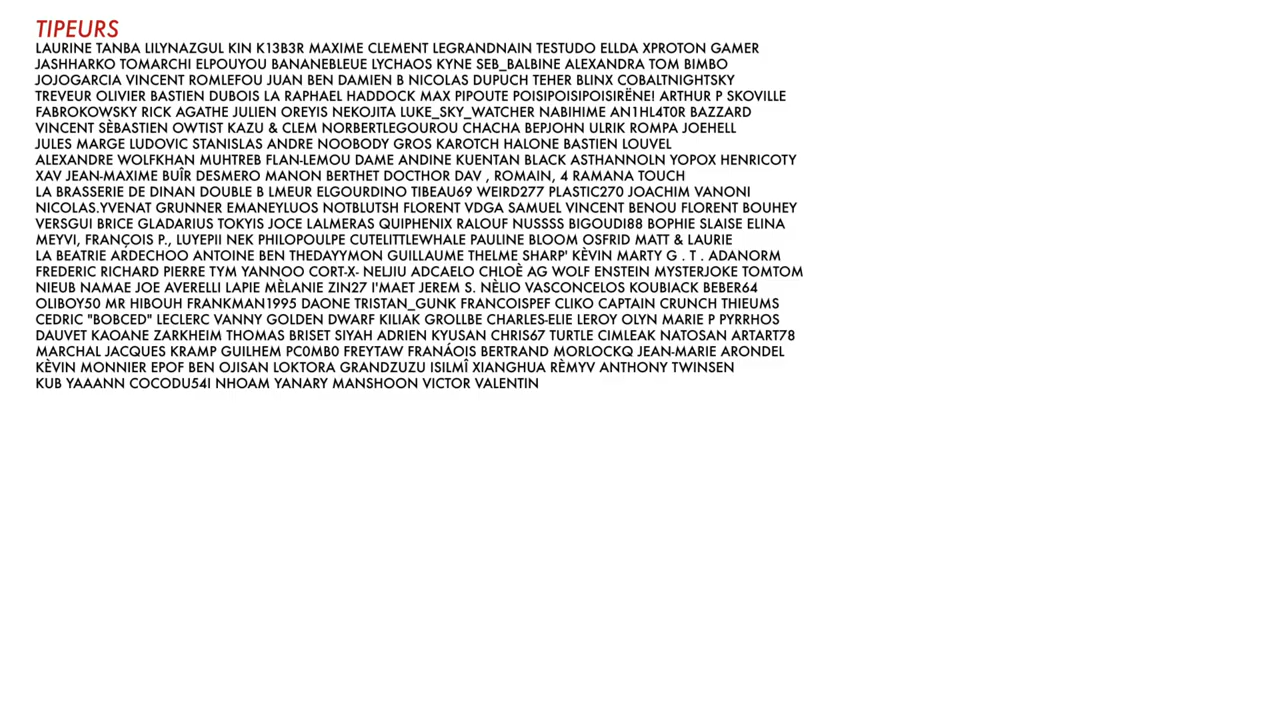 TIPEURS
LAURINE TANBA LILYNAZGUL KIN K13B3R MAXIME CLEMENT LEGRANDNAIN TESTUDO ELLDA XPROTON GAMER
JASHHARKO TOMARCHI ELPOUYOU BANANEBLEUE LYCHAOS KYNE SEB_BALBINE ALEXANDRA TOM BIMBO
JOJOGARCIA VINCENT ROMLEFOU JUAN BEN DAMIEN B NICOLAS DUPUCH TEHER BLINX COBALTNIGHTSKY
TREVEUR OLIVIER BASTIEN DUBOIS LA RAPHAEL HADDOCK MAX PIPOUTE POISIPOISIPOISIRËNE! ARTHUR P SKOVILLE
FABROKOWSKY RICK AGATHE JULIEN OREYIS NEKOJITA LUKE_SKY_WATCHER NABIHIME AN1HL4T0R BAZZARD
VINCENT SÈBASTIEN OWTIST KAZU & CLEM NORBERTLEGOUROU CHACHA BEPJOHN ULRIK ROMPA JOEHELL
JULES MARGE LUDOVIC STANISLAS ANDRE NOOBODY GROS KAROTCH HALONE BASTIEN LOUVEL
ALEXANDRE WOLFKHAN MUHTREB FLAN-LEMOU DAME ANDINE KUENTAN BLACK ASTHANNOLN YOPOX HENRICOTY
XAV JEAN-MAXIME BUÎR DESMERO MANON BERTHET DOCTHOR DAV , ROMAIN, 4 RAMANA TOUCH
LA BRASSERIE DE DINAN DOUBLE B LMEUR ELGOURDINO TIBEAU69 WEIRD277 PLASTIC270 JOACHIM VANONI
NICOLAS.YVENAT GRUNNER EMANEYLUOS NOTBLUTSH FLORENT VDGA SAMUEL VINCENT BENOU FLORENT BOUHEY
VERSGUI BRICE GLADARIUS TOKYIS JOCE LALMERAS QUIPHENIX RALOUF NUSSSS BIGOUDI88 BOPHIE SLAISE ELINA
MEYVI, FRANÇOIS P., LUYEPII NEK PHILOPOULPE CUTELITTLEWHALE PAULINE BLOOM OSFRID MATT & LAURIE
LA BEATRIE ARDECHOO ANTOINE BEN THEDAYYMON GUILLAUME THELME SHARP' KÈVIN MARTY G . T . ADANORM
FREDERIC RICHARD PIERRE TYM YANNOO CORT-X- NELJIU ADCAELO CHLOÈ AG WOLF ENSTEIN MYSTERJOKE TOMTOM
NIEUB NAMAE JOE AVERELLI LAPIE MÈLANIE ZIN27 I'MAET JEREM S. NÈLIO VASCONCELOS KOUBIACK BEBER64
OLIBOY50 MR HIBOUH FRANKMAN1995 DAONE TRISTAN_GUNK FRANCOISPEF CLIKO CAPTAIN CRUNCH THIEUMS
CEDRIC "BOBCED" LECLERC VANNY GOLDEN DWARF KILIAK GROLLBE CHARLES-ELIE LEROY OLYN MARIE P PYRRHOS
DAUVET KAOANE ZARKHEIM THOMAS BRISET SIYAH ADRIEN KYUSAN CHRIS67 TURTLE CIMLEAK NATOSAN ARTART78
MARCHAL JACQUES KRAMP GUILHEM PC0MB0 FREYTAW FRANÁOIS BERTRAND MORLOCKQ JEAN-MARIE ARONDEL
KÈVIN MONNIER EPOF BEN OJISAN LOKTORA GRANDZUZU ISILMÎ XIANGHUA RÈMYV ANTHONY TWINSEN
KUB YAAANN COCODU54I NHOAM YANARY MANSHOON VICTOR VALENTIN